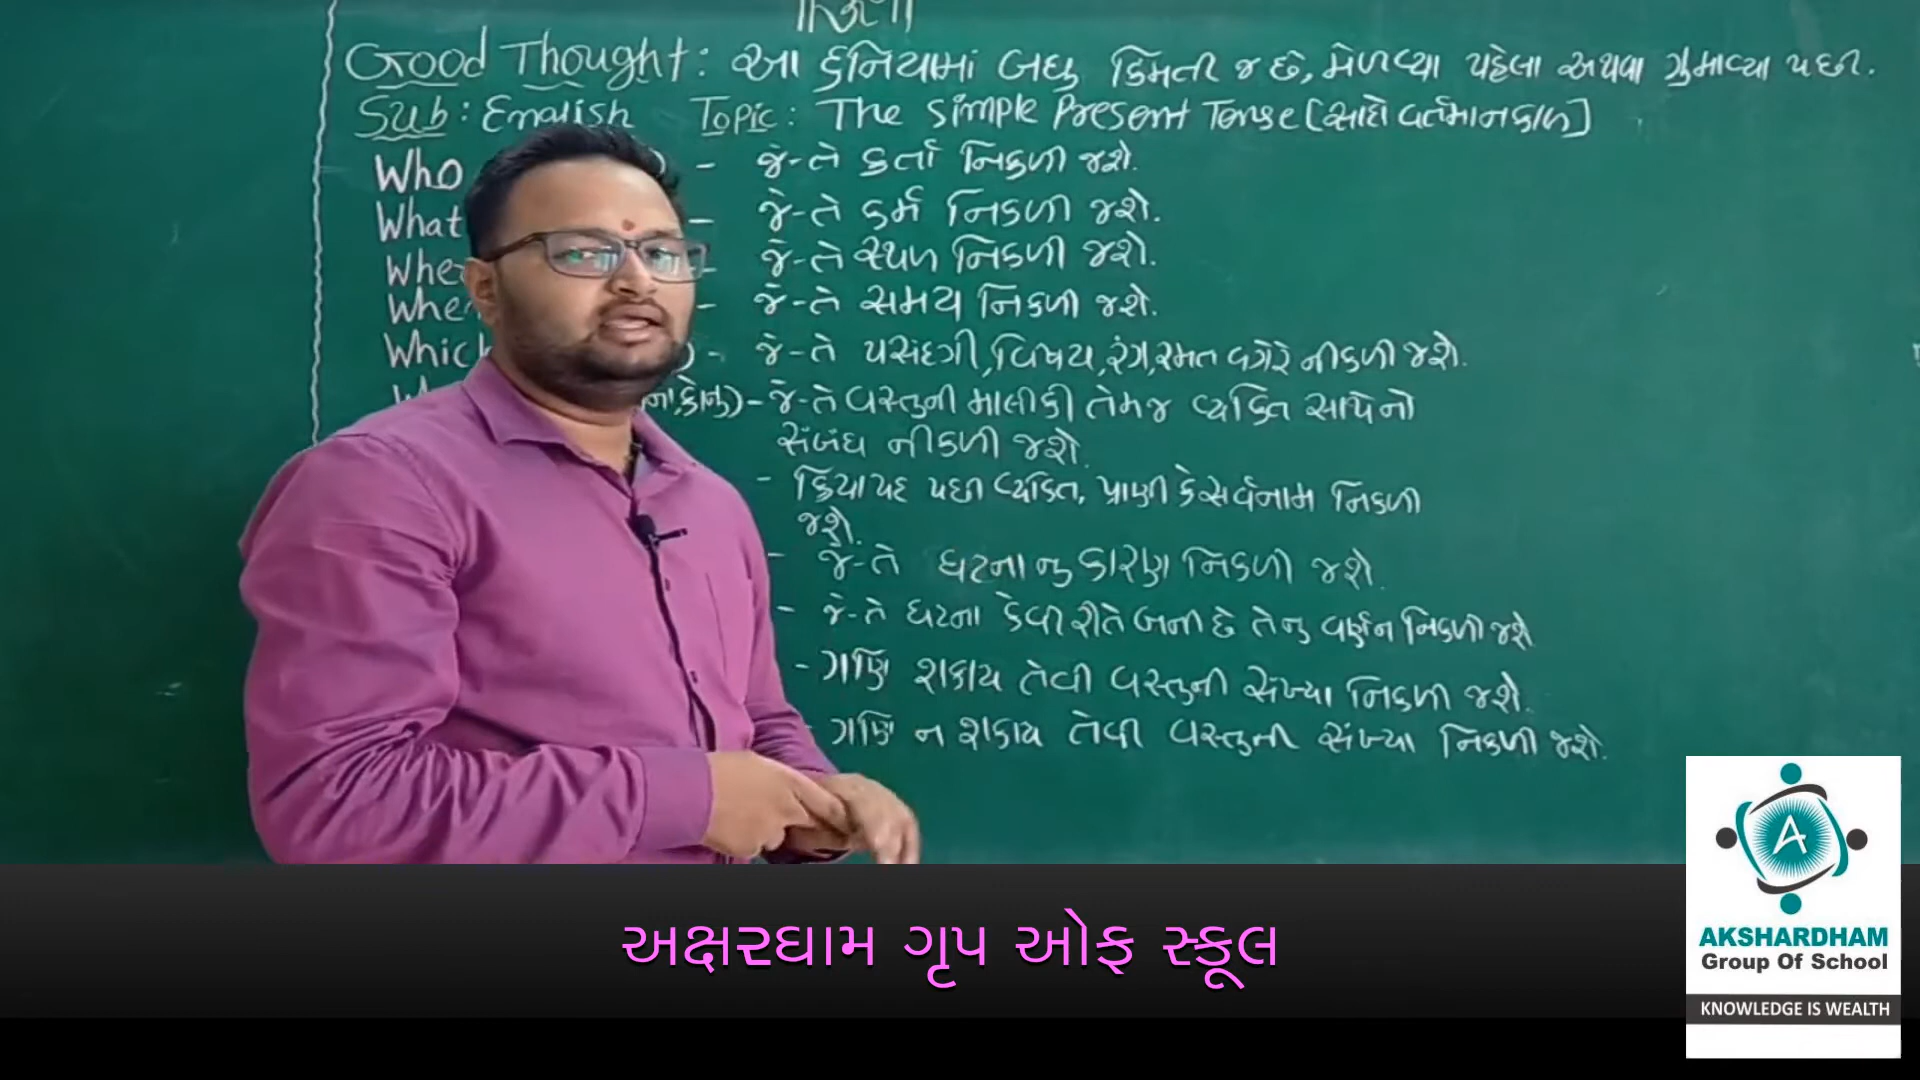 Good Thought: આ દુનિયામાં બધુ કિંમતી જ છે, મેળવ્યા પહેલા અથવા ગુમાવ્યા પછી.
Sub: English Topic: The Simple Present Tense [સાદો વર્તમાનકાળ]
Who - જે-તે કર્તા નિકળી જશે.
What - જે-તે કર્મ નિકળી જશે.
- જે-તે સ્થળ નિકળી જશે.
- જે-તે સમય નિકળી જશે.
- જે-તે પસંદગી, વિષય, રંગ, રમત વગેરે નીકળી જશે.
કોનુ) - જે-તે વસ્તુની માલીકી તેમજ વ્યકિત સાથેનો
સંબંધ નીકળી જશે.
- ક્રિયાપદ પછી વ્યકિત, પ્રાણી કે સર્વનામ નિકળી
જશે.
- જે-તે ઘટનાનુ કારણ નિકળી જશે.
- જે-તે ઘટના કેવી રીતે બની છે તેનુ વર્ણન નિકળી જશે
- ગણિ શકાય તેવી વસ્તુની સંખ્યા નિકળી જશે.
- ગણિ ન શકાય તેવી વસ્તુની સંખ્યા નિકળી જશે.
અક્ષરઘામ ગૃપ ઓફ સ્કૂલ
A
AKSHARDHAM
Group Of School
KNOWLEDGE IS WEALTH